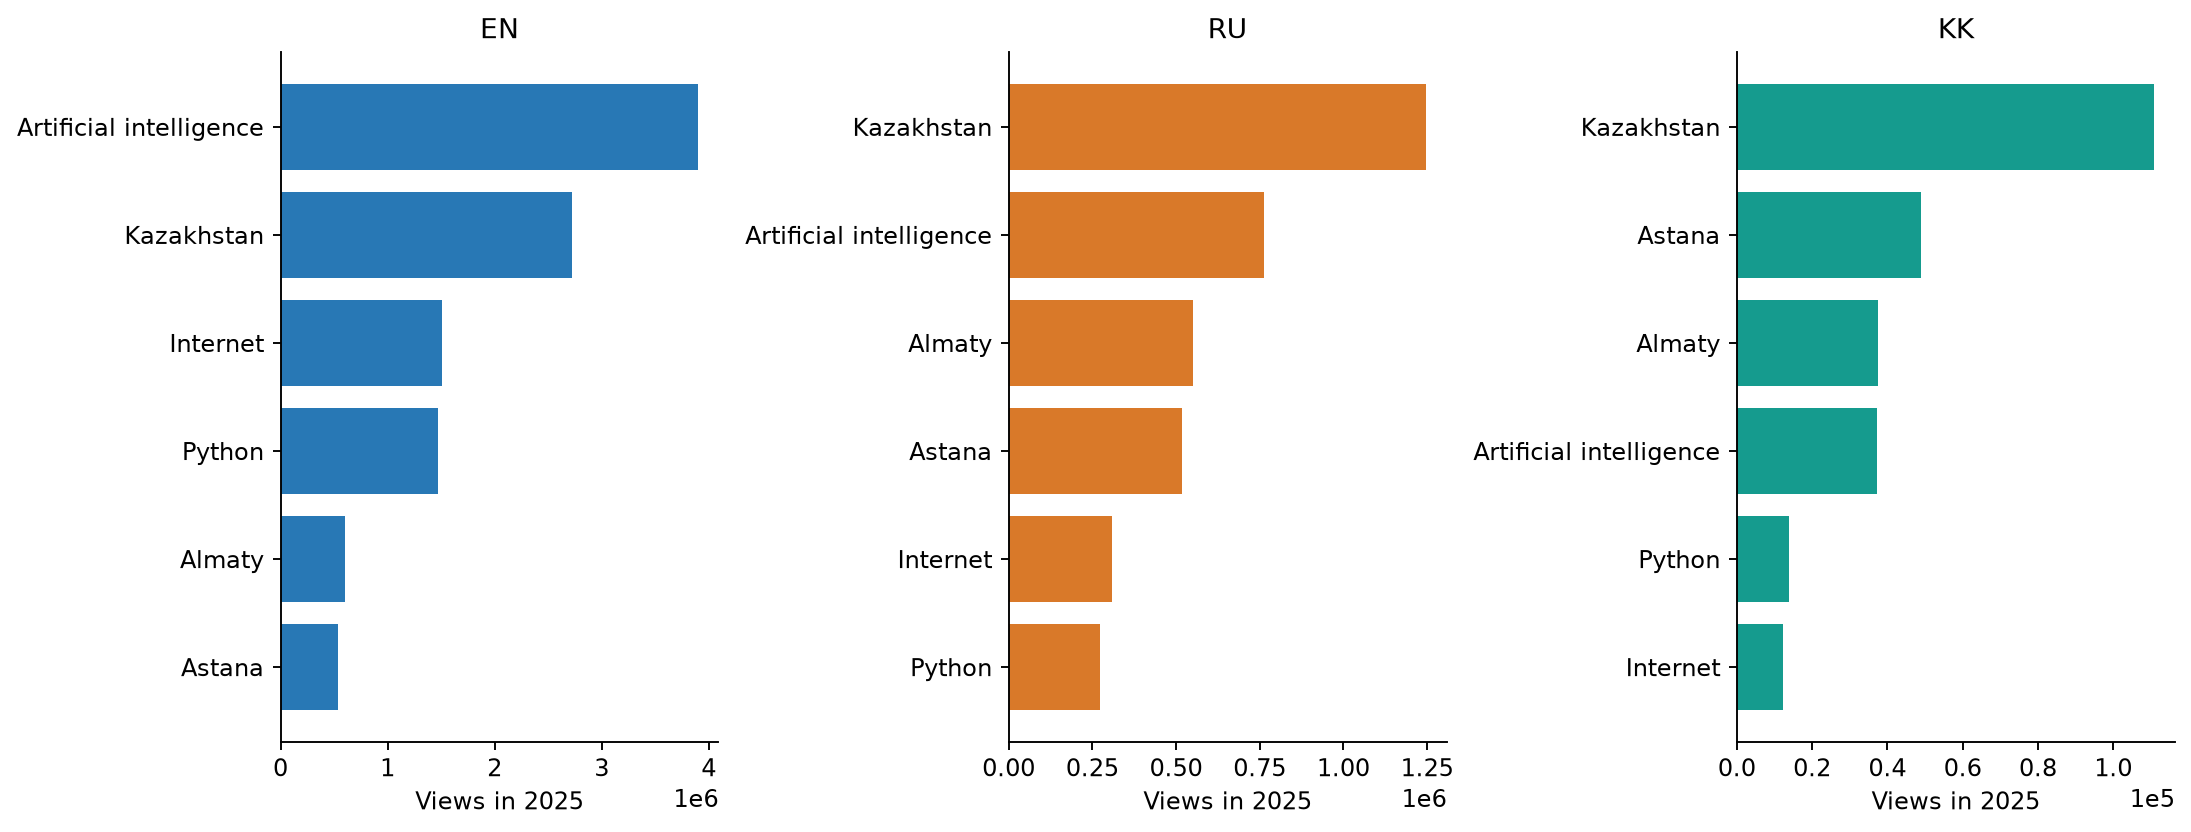 EN
Artificial intelligence
Kazakhstan
Internet
Python
Almaty
Astana
0 1 2 3 4
Views in 2025
1e6
RU
Kazakhstan
Artificial intelligence
Almaty
Astana
Internet
Python
0.00 0.25 0.50 0.75 1.00 1.25
Views in 2025
1e6
KK
Kazakhstan
Astana
Almaty
Artificial intelligence
Python
Internet
0.0 0.2 0.4 0.6 0.8 1.0
Views in 2025
1e5